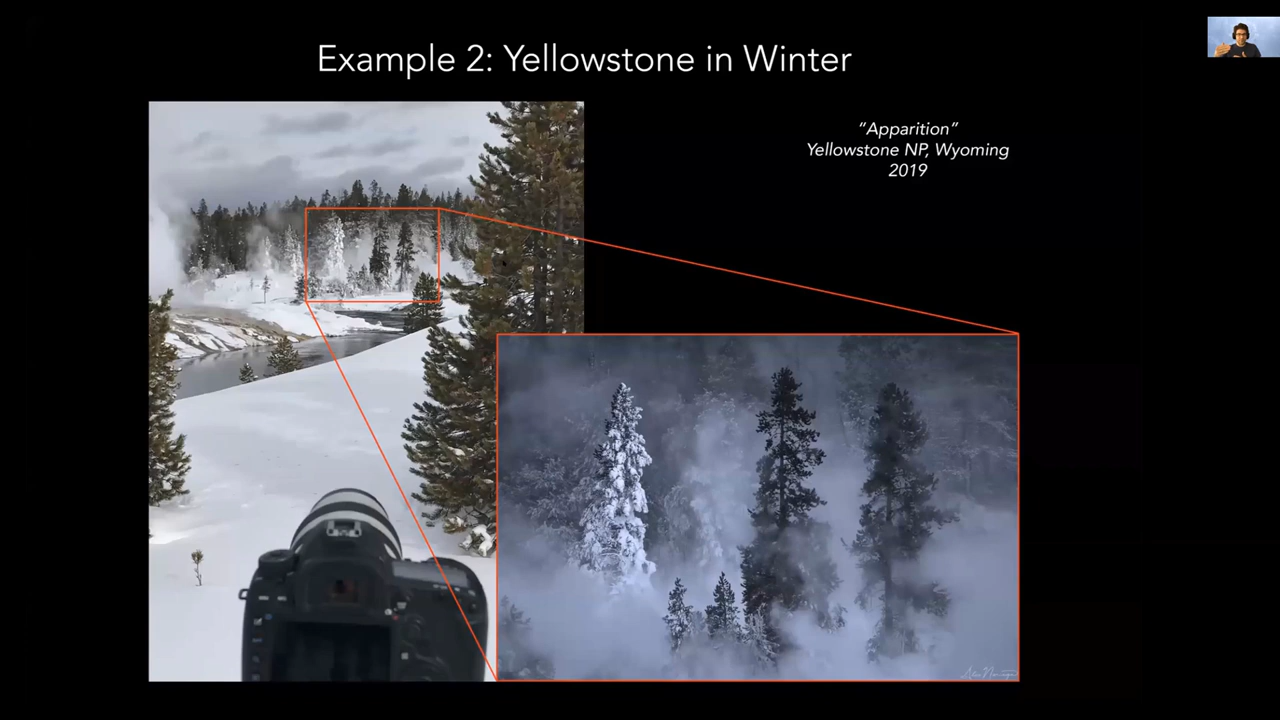 Example 2: Yellowstone in Winter
“Apparition”
Yellowstone NP, Wyoming
2019